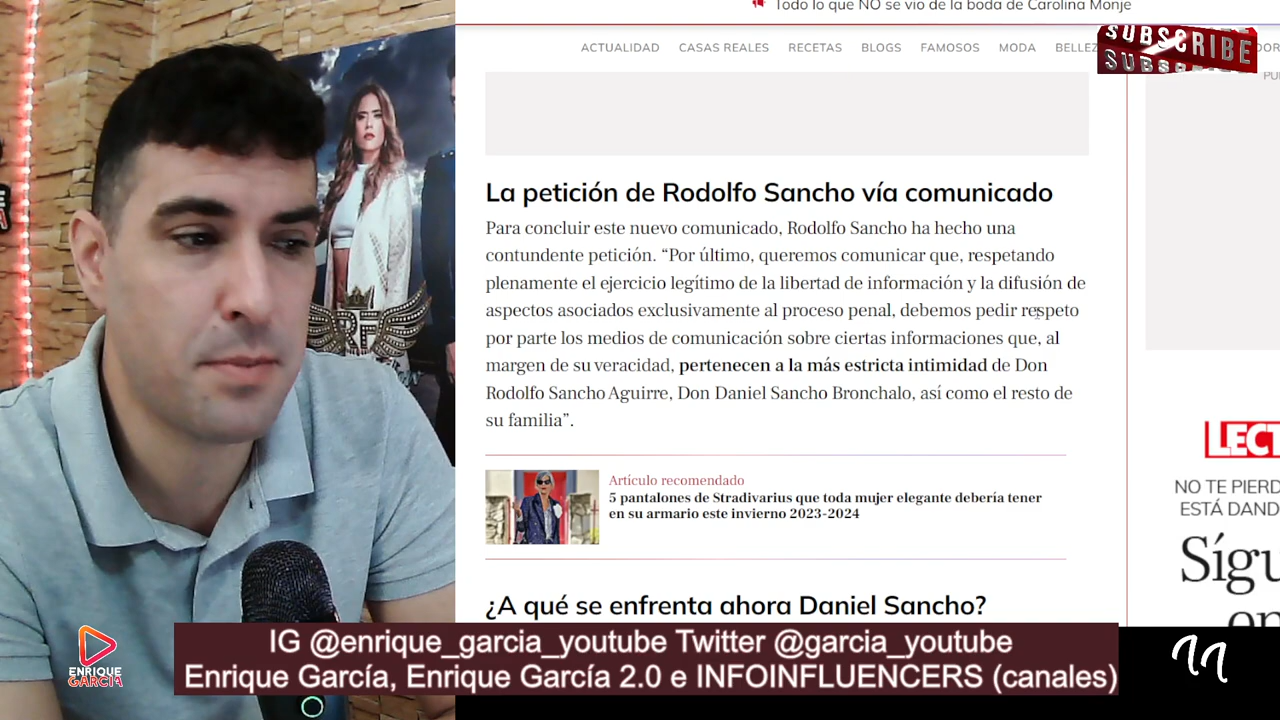 Todo lo que NO se vio de la boda de Carolina Monje
ACTUALIDAD CASAS REALES RECETAS BLOGS FAMOSOS MODA
SUBSCRIBE
La petición de Rodolfo Sancho vía comunicado
Para concluir este nuevo comunicado, Rodolfo Sancho ha hecho una
contundente petición. “Por último, queremos comunicar que, respetando
plenamente el ejercicio legítimo de la libertad de información y la difusión de
aspectos asociados exclusivamente al proceso penal, debemos pedir respeto
por parte los medios de comunicación sobre ciertas informaciones que, al
margen de su veracidad, pertenecen a la más estricta intimidad de Don
Rodolfo Sancho Aguirre, Don Daniel Sancho Bronchalo, así como el resto de
su familia”.
Artículo recomendado
5 pantalones de Stradivarius que toda mujer elegante debería tener
en su armario este invierno 2023-2024
¿A qué se enfrenta ahora Daniel Sancho?
LECT
NO TE PIERD
ESTÁ DAND
Sígu
en
RF
IG @enrique_garcia_youtube Twitter @garcia_youtube
Enrique García, Enrique García 2.0 e INFOINFLUENCERS (canales)
ENRIQUE
GARCÍA